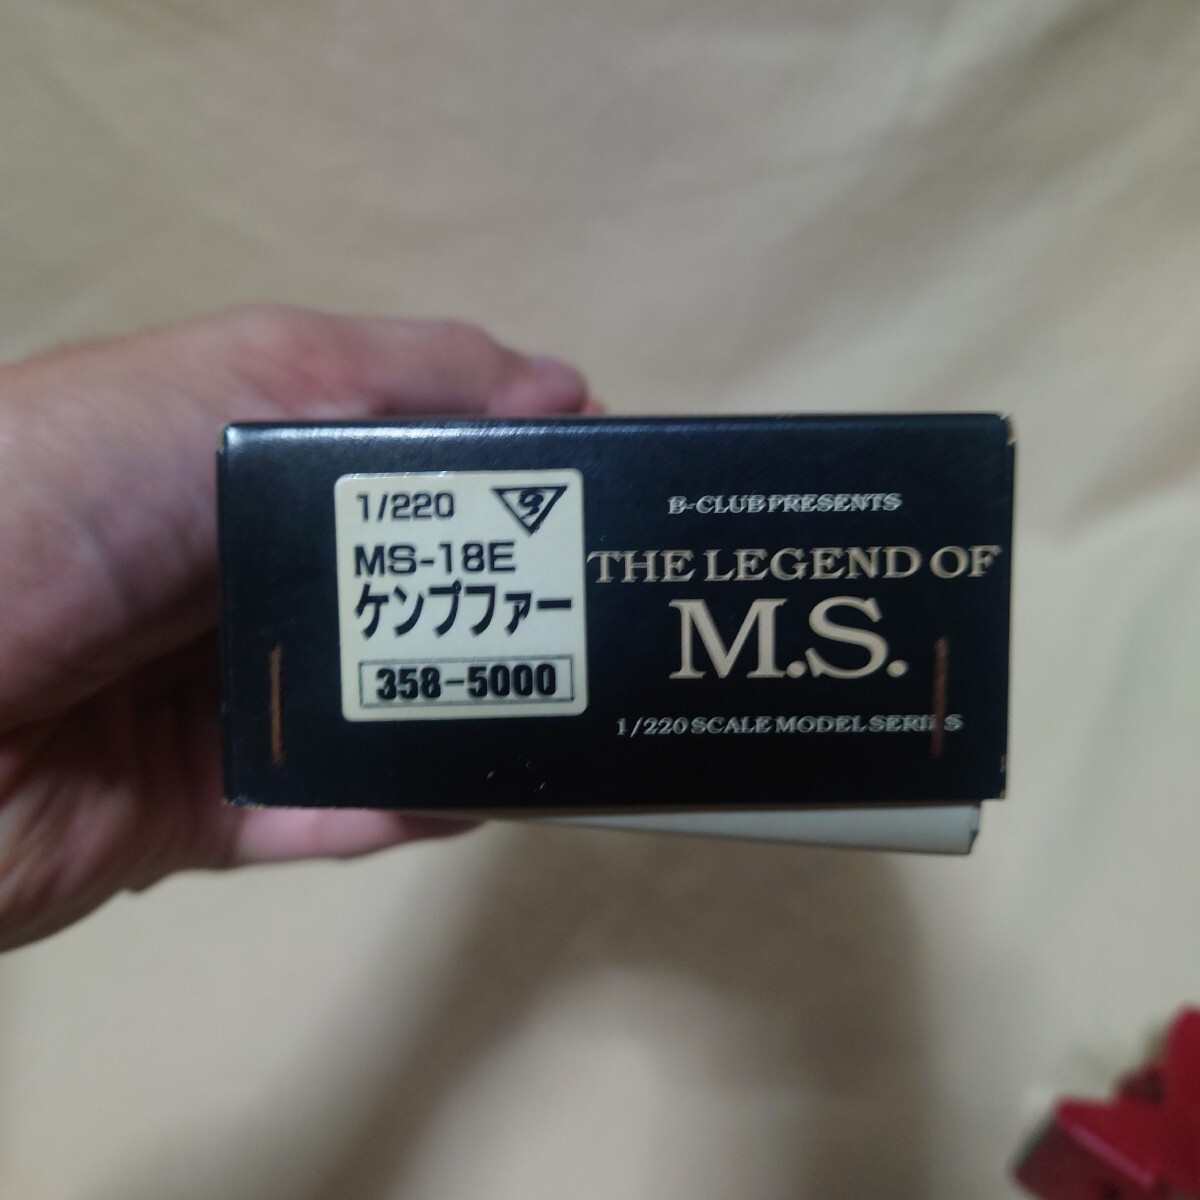 1/220
MS-18E
ケンプファー
358-5000
B-CLUB PRESENTS
THE LEGEND OF
M.S.
1/220 SCALE MODEL SERIES